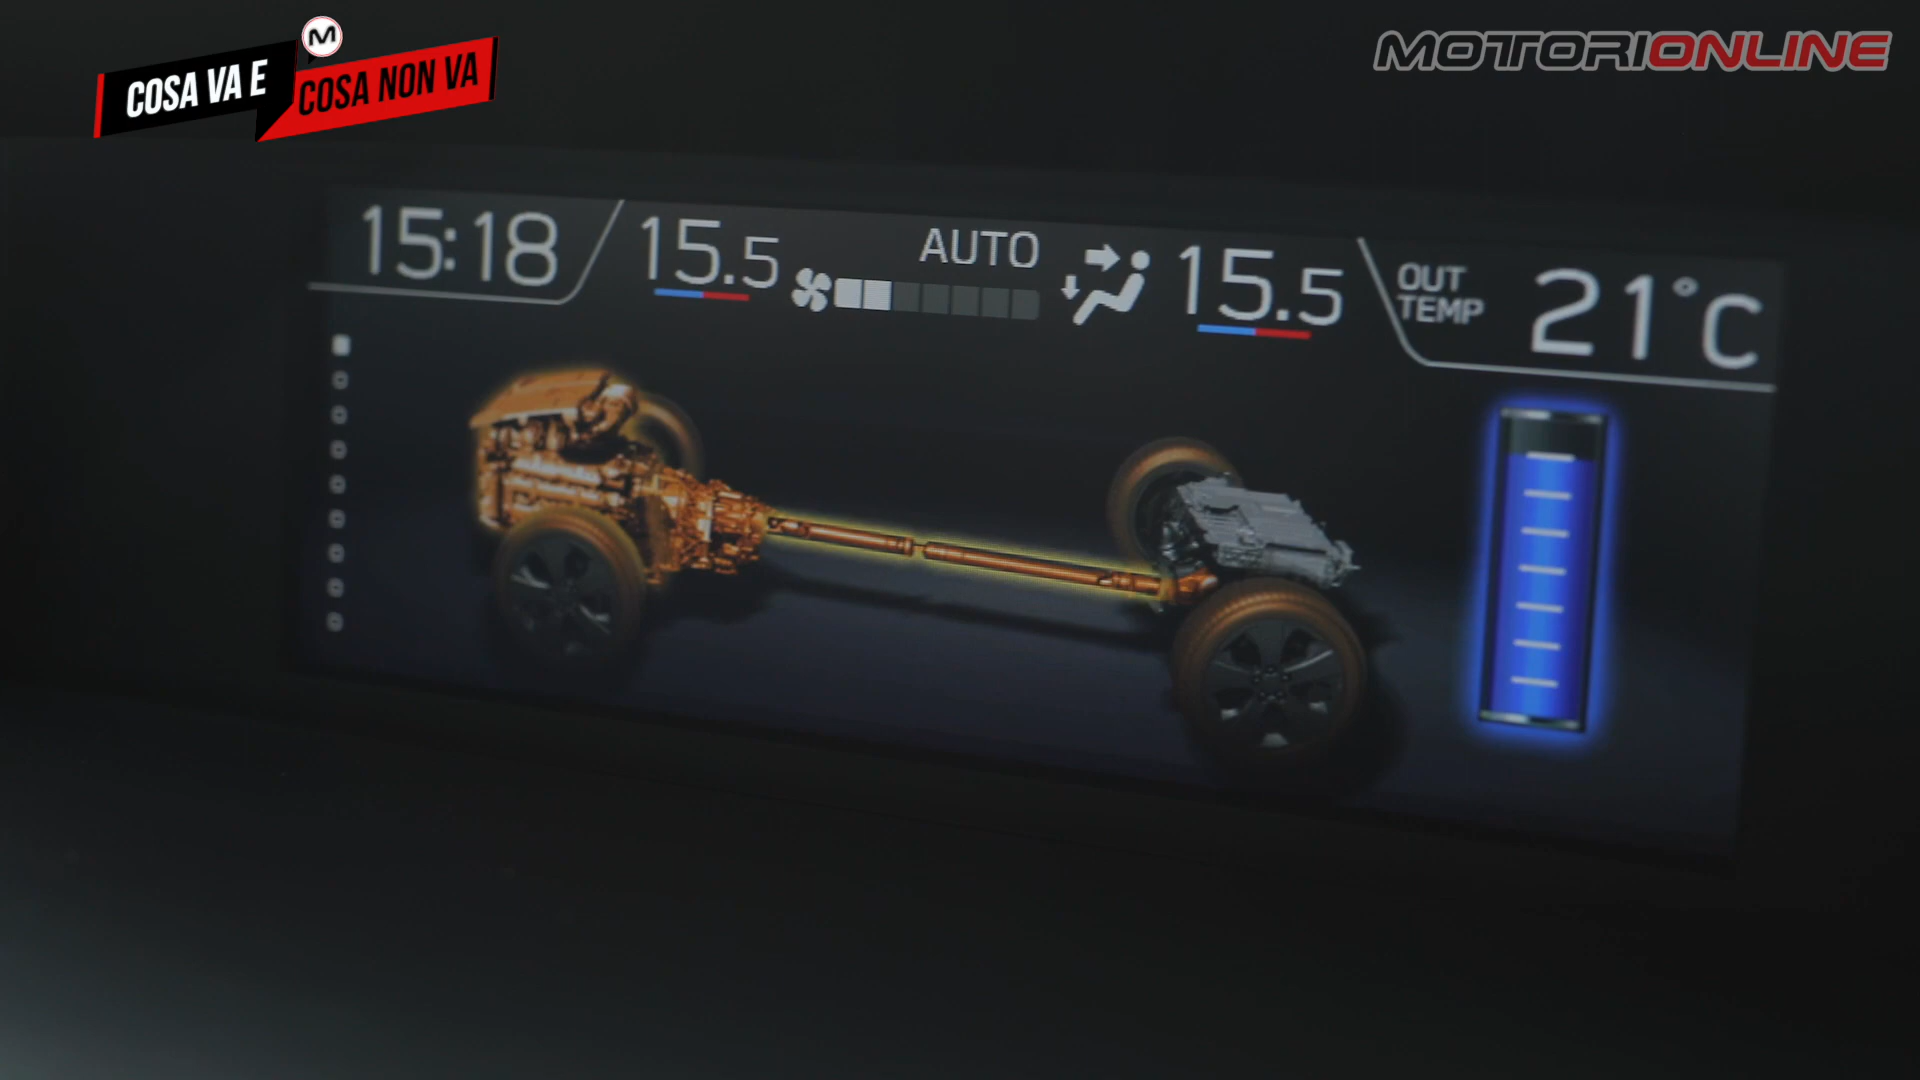 M
COSA VA E
COSA NON VA
MOTORIONLINE
15:18
15.5
AUTO
15.5
OUT
TEMP
21°C